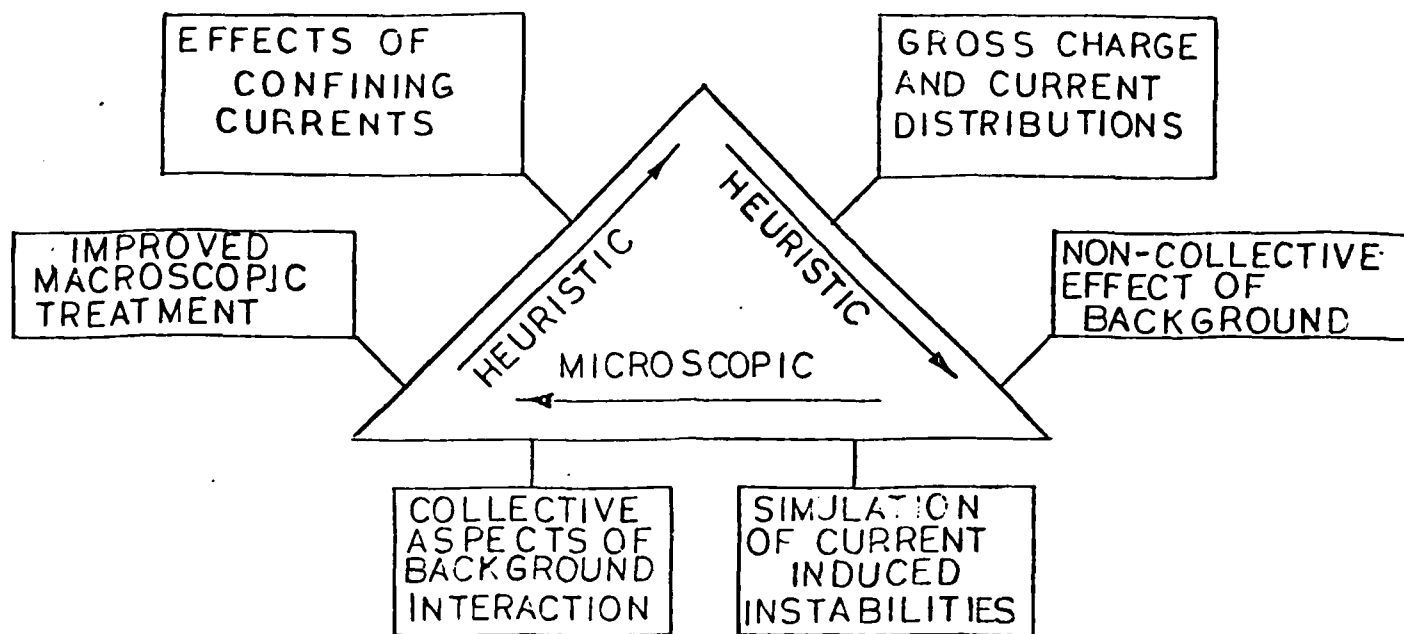 EFFECTS OF
CONFINING
CURRENTS
GROSS CHARGE
AND CURRENT
DISTRIBUTIONS
IMPROVED
MACROSCOPIC
TREATMENT
HEURISTIC
HEURISTIC
NON-COLLECTIVE
EFFECT OF
BACKGROUND
MICROSCOPIC
COLLECTIVE
ASPECTS OF
BACKGROUND
INTERACTION
SIMULATION
OF CURRENT
INDUCED
INSTABILITIES